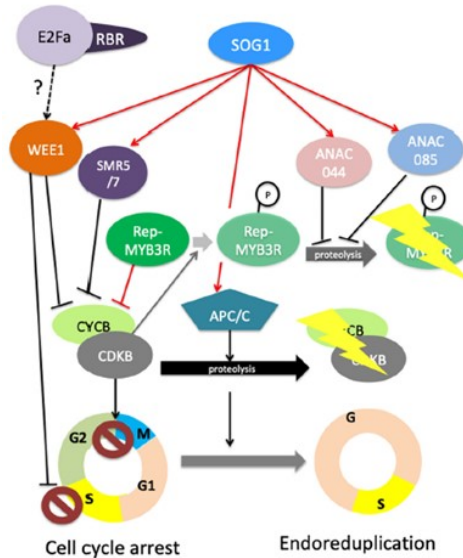 E2Fa
RBR
SOG1
?
WEE1
SMR5
/7
ANAC
044
ANAC
085
P
P
Rep-
MYB3R
Rep-
MYB3R
proteolysis
Rep-
CYCB
CDKB
APC/C
proteolysis
G2
M
G1
S
G
S
Cell cycle arrest
Endoreduplication